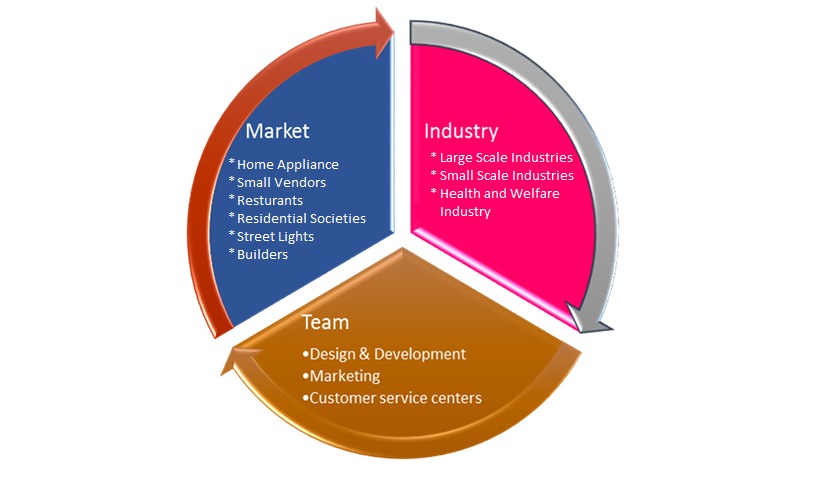 Market
* Home Appliance
* Small Vendors
* Resturants
* Residential Societies
* Street Lights
* Builders
Industry
* Large Scale Industries
* Small Scale Industries
* Health and Welfare
Industry
Team
•Design & Development
•Marketing
•Customer service centers